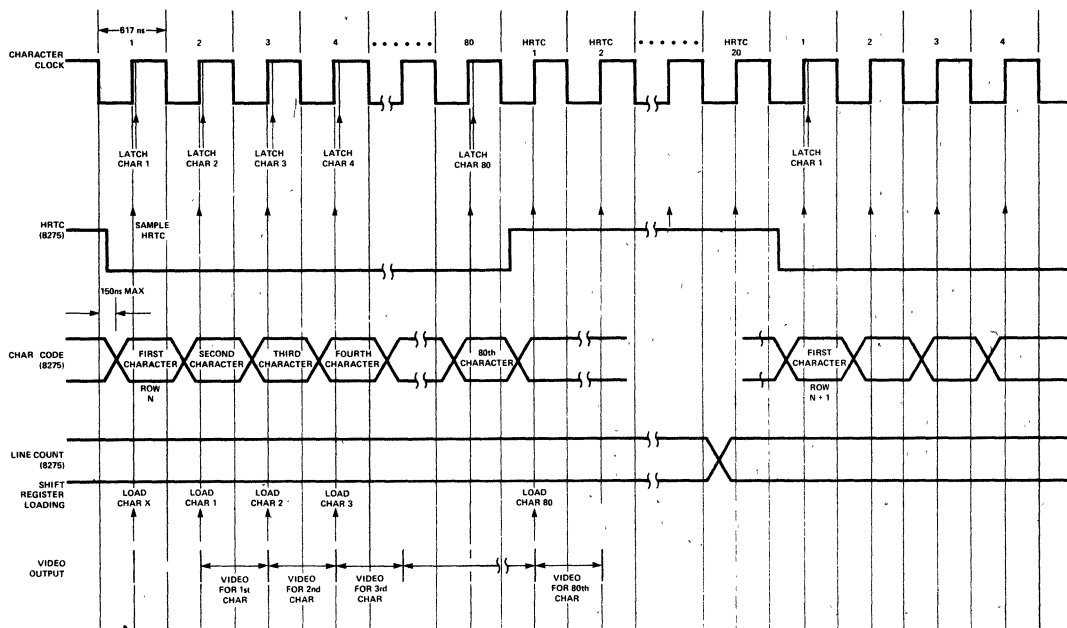 617 ns
1 2 3 4 80 HRTC 1 HRTC 2 HRTC 20 1 2 3 4
CHARACTER
CLOCK
LATCH
CHAR 1
LATCH
CHAR 2
LATCH
CHAR 3
LATCH
CHAR 4
LATCH
CHAR 80
LATCH
CHAR 1
HRTC
(8275)
SAMPLE
HRTC
150ns MAX
CHAR CODE
(8275)
FIRST
CHARACTER
ROW
N
SECOND
CHARACTER
THIRD
CHARACTER
FOURTH
CHARACTER
80th
CHARACTER
FIRST
CHARACTER
ROW
N + 1
LINE COUNT
(8275)
SHIFT
REGISTER
LOADING
LOAD
CHAR X
LOAD
CHAR 1
LOAD
CHAR 2
LOAD
CHAR 3
LOAD
CHAR 80
VIDEO
OUTPUT
VIDEO
FOR 1st
CHAR
VIDEO
FOR 2nd
CHAR
VIDEO
FOR 3rd
CHAR
VIDEO
FOR 80th
CHAR